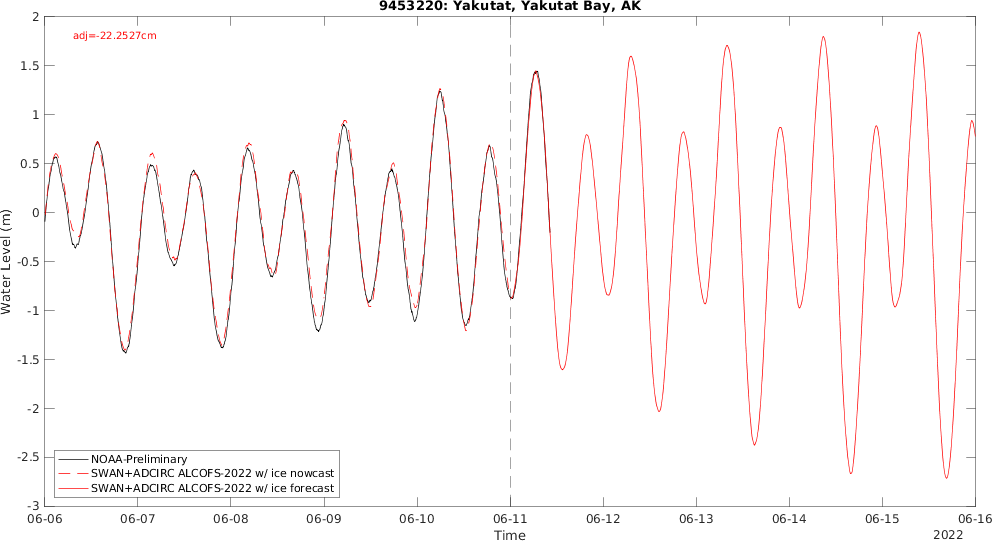 9453220: Yakutat, Yakutat Bay, AK
adj=-22.2527cm
2
1.5
1
0.5
0
-0.5
-1
-1.5
-2
-2.5
-3
Water Level (m)
NOAA-Preliminary
SWAN+ADCIRC ALCOFS-2022 w/ ice nowcast
SWAN+ADCIRC ALCOFS-2022 w/ ice forecast
06-06 06-07 06-08 06-09 06-10 06-11 06-12 06-13 06-14 06-15 06-16
Time
2022